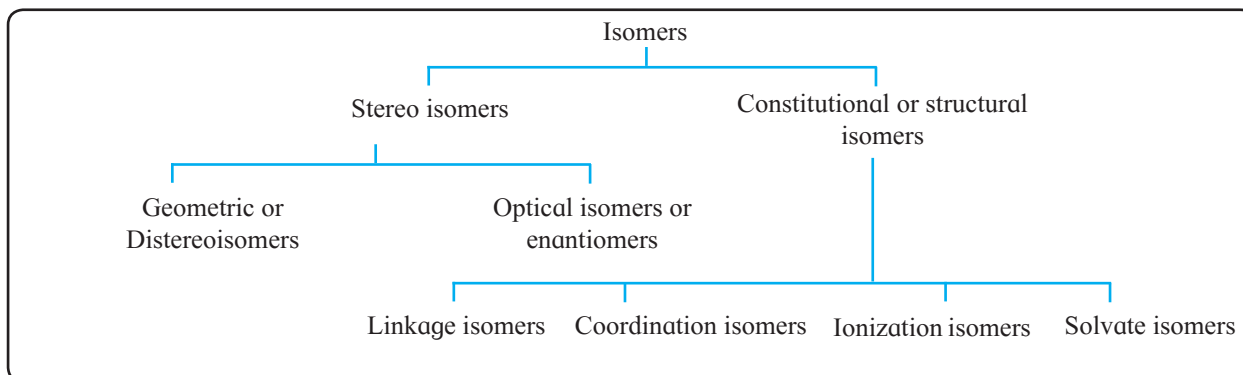 Isomers
Stereo isomers
Constitutional or structural
isomers
Geometric or
Distereoisomers
Optical isomers or
enantiomers
Linkage isomers
Coordination isomers
Ionization isomers
Solvate isomers